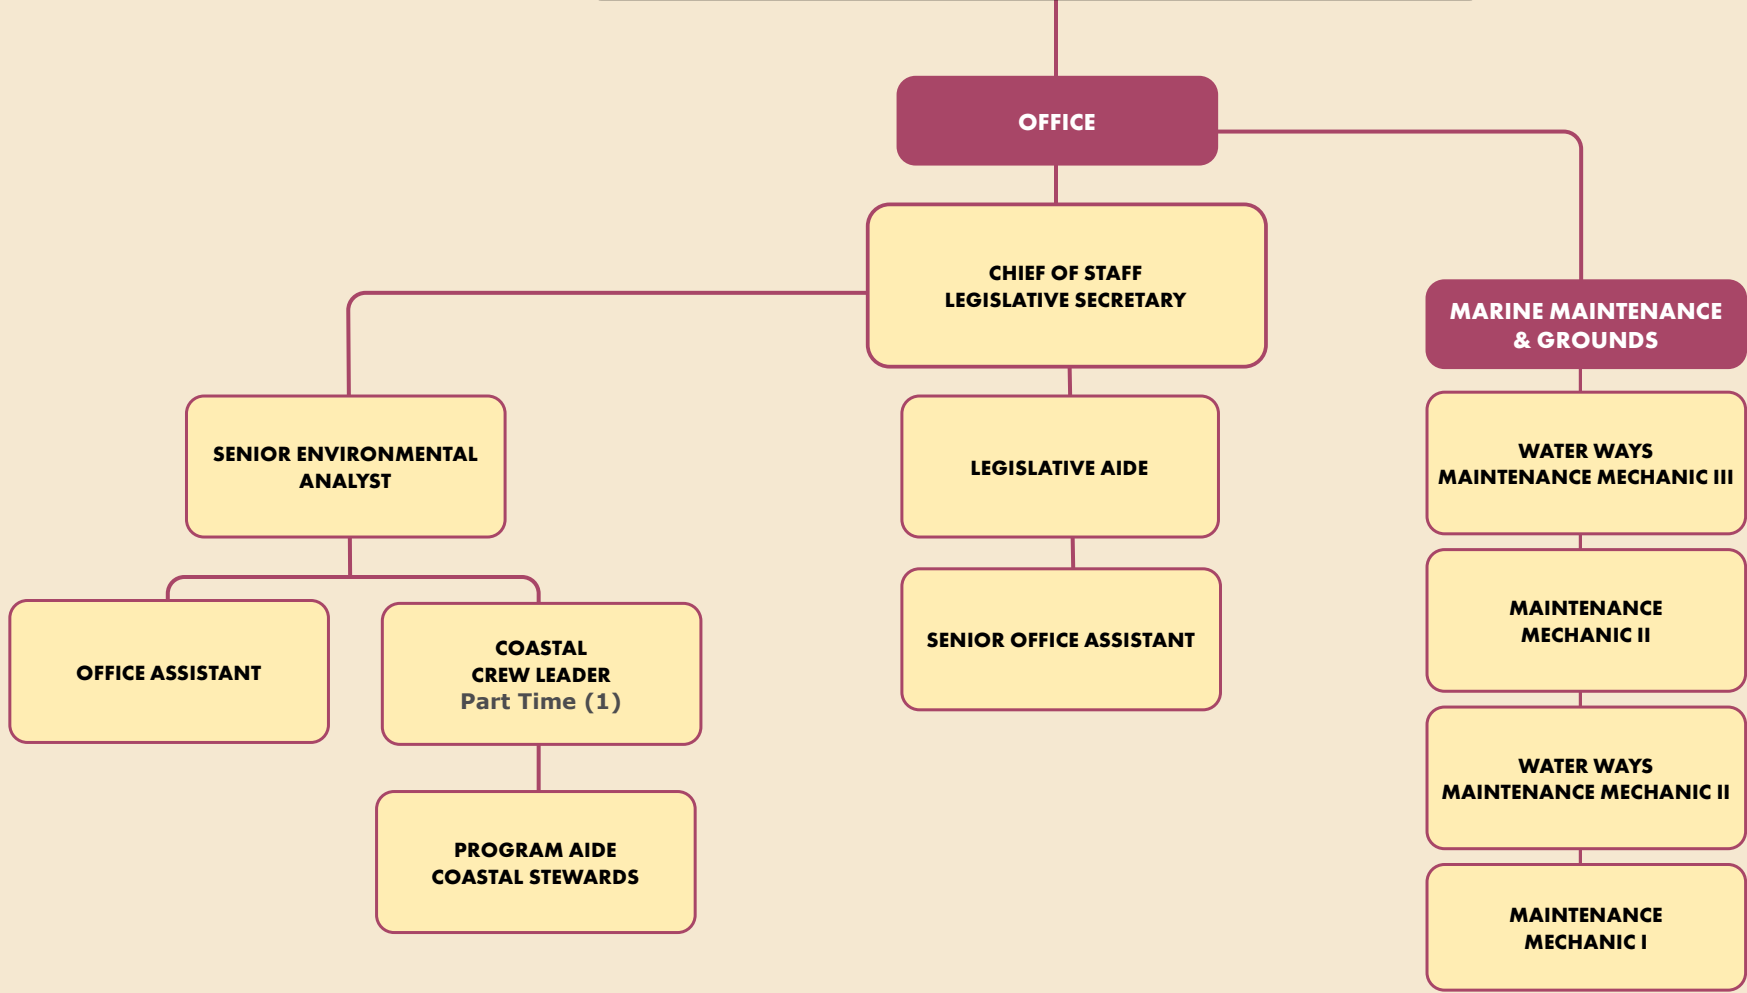 OFFICE
CHIEF OF STAFF
LEGISLATIVE SECRETARY
MARINE MAINTENANCE
& GROUNDS
SENIOR ENVIRONMENTAL
ANALYST
LEGISLATIVE AIDE
WATER WAYS
MAINTENANCE MECHANIC III
OFFICE ASSISTANT
COASTAL
CREW LEADER
Part Time (1)
SENIOR OFFICE ASSISTANT
MAINTENANCE
MECHANIC II
WATER WAYS
MAINTENANCE MECHANIC II
PROGRAM AIDE
COASTAL STEWARDS
MAINTENANCE
MECHANIC I